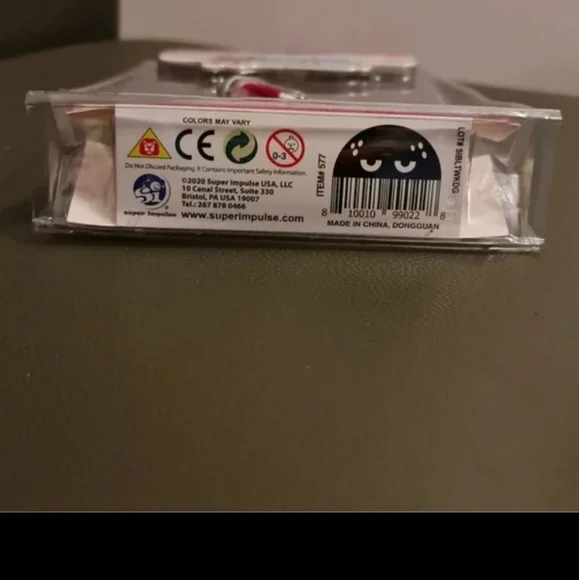 COLORS MAY VARY
CE
0-3
Do Not Discard Packaging, It Contains Important Safety Information.
©2020 Super Impulse USA, LLC
10 Canal Street, Suite 330
Bristol, PA USA 19007
Tel.: 267 878 0466
super impulse
www.superimpulse.com
ITEM# 577
8 10010 99022 8
MADE IN CHINA, DONGGUAN
LOT# 5IBLTWKDG